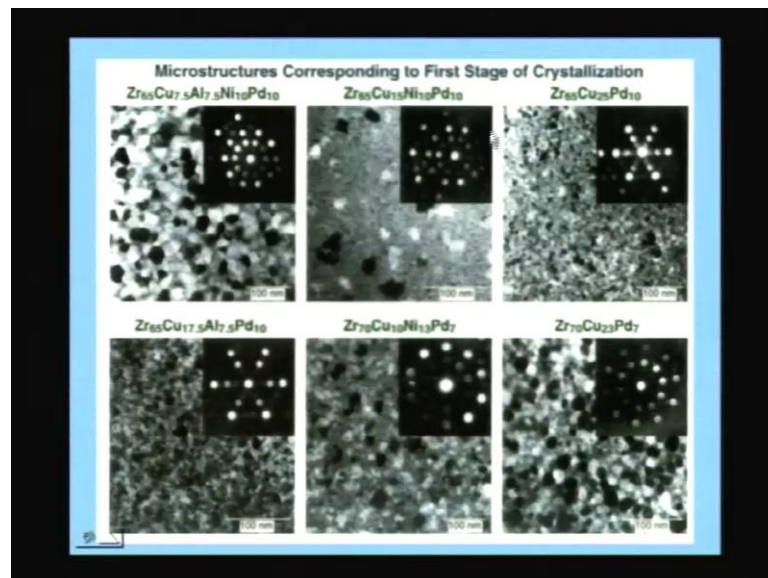 Microstructures Corresponding to First Stage of Crystallization
Zr₆₅Cu₇.₅Al₇.₅Ni₁₀Pd₁₀ Zr₆₅Cu₁₅Ni₁₀Pd₁₀ Zr₆₅Cu₂₅Pd₁₀
100 nm 100 nm 100 nm
Zr₆₅Cu₁₇.₅Al₇.₅Pd₁₀ Zr₇₀Cu₁₀Ni₁₃Pd₇ Zr₇₀Cu₂₃Pd₇
100 nm 100 nm 100 nm